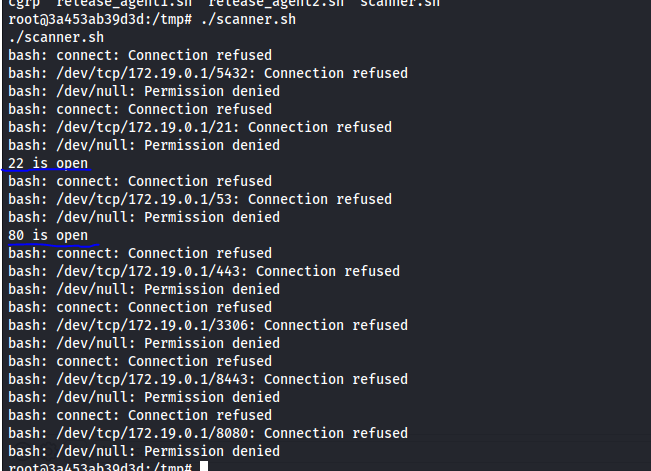 cgrp release_agent1.sh release_agent2.sh scanner.sh
root@3a453ab39d3d:/tmp# ./scanner.sh
./scanner.sh
bash: connect: Connection refused
bash: /dev/tcp/172.19.0.1/5432: Connection refused
bash: /dev/null: Permission denied
bash: connect: Connection refused
bash: /dev/tcp/172.19.0.1/21: Connection refused
bash: /dev/null: Permission denied
22 is open
bash: connect: Connection refused
bash: /dev/tcp/172.19.0.1/53: Connection refused
bash: /dev/null: Permission denied
80 is open
bash: connect: Connection refused
bash: /dev/tcp/172.19.0.1/443: Connection refused
bash: /dev/null: Permission denied
bash: connect: Connection refused
bash: /dev/tcp/172.19.0.1/3306: Connection refused
bash: /dev/null: Permission denied
bash: connect: Connection refused
bash: /dev/tcp/172.19.0.1/8443: Connection refused
bash: /dev/null: Permission denied
bash: connect: Connection refused
bash: /dev/tcp/172.19.0.1/8080: Connection refused
bash: /dev/null: Permission denied
root@3a453ab39d3d:/tmp#